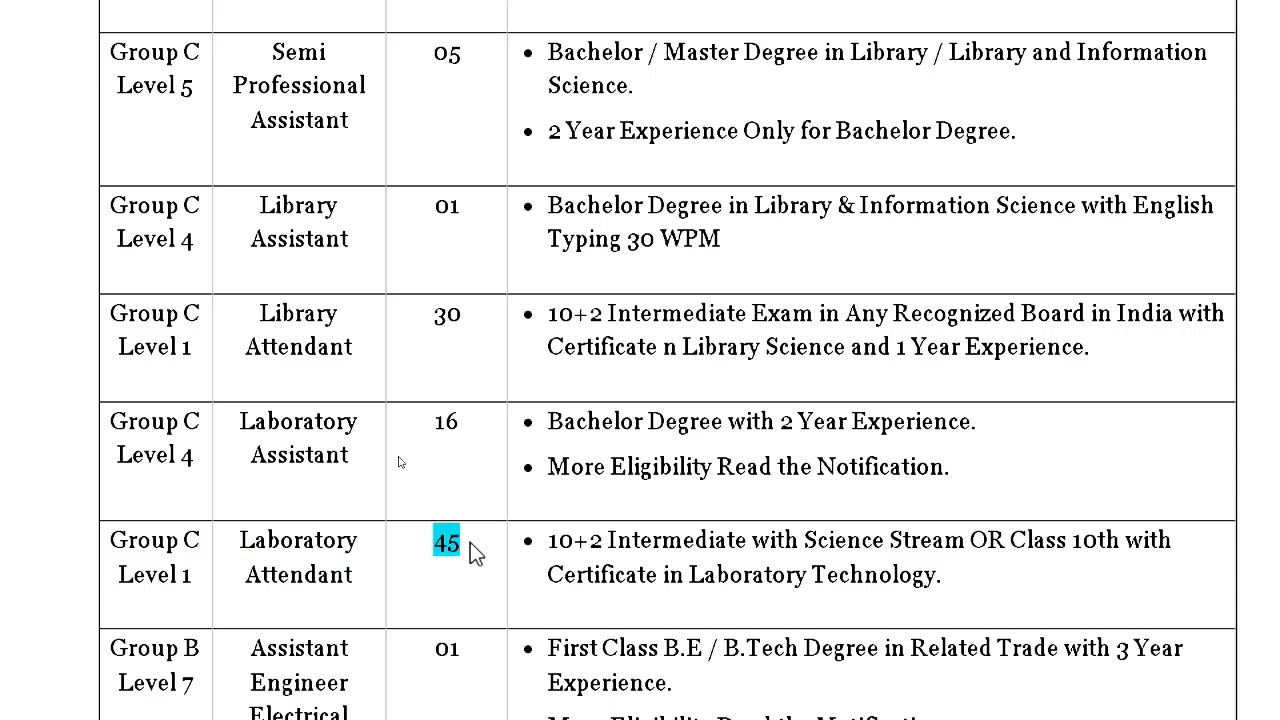 Group C Level 5
Semi Professional Assistant
05
Bachelor / Master Degree in Library / Library and Information
Science.
2 Year Experience Only for Bachelor Degree.
Group C Level 4
Library Assistant
01
Bachelor Degree in Library & Information Science with English
Typing 30 WPM
Group C Level 1
Library Attendant
30
10+2 Intermediate Exam in Any Recognized Board in India with
Certificate n Library Science and 1 Year Experience.
Group C Level 4
Laboratory Assistant
16
Bachelor Degree with 2 Year Experience.
More Eligibility Read the Notification.
Group C Level 1
Laboratory Attendant
45
10+2 Intermediate with Science Stream OR Class 10th with
Certificate in Laboratory Technology.
Group B Level 7
Assistant Engineer Electrical
01
First Class B.E / B.Tech Degree in Related Trade with 3 Year
Experience.